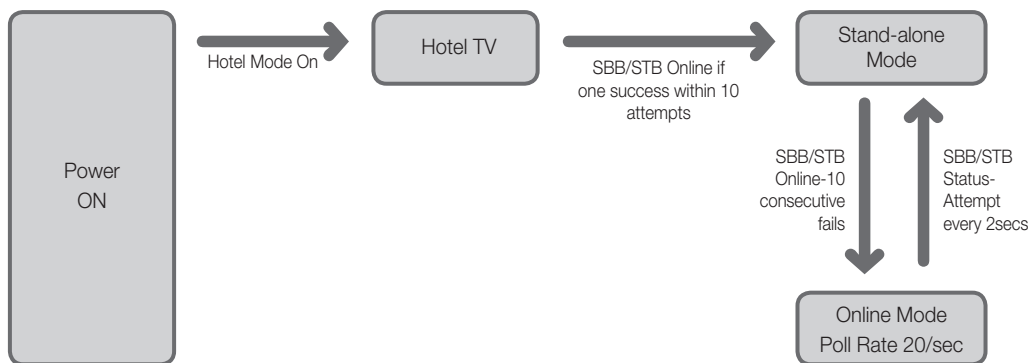 Power
ON
Hotel Mode On
Hotel TV
SBB/STB Online if
one success within 10
attempts
Stand-alone
Mode
SBB/STB
Online-10
consecutive
fails
SBB/STB
Status-
Attempt
every 2secs
Online Mode
Poll Rate 20/sec